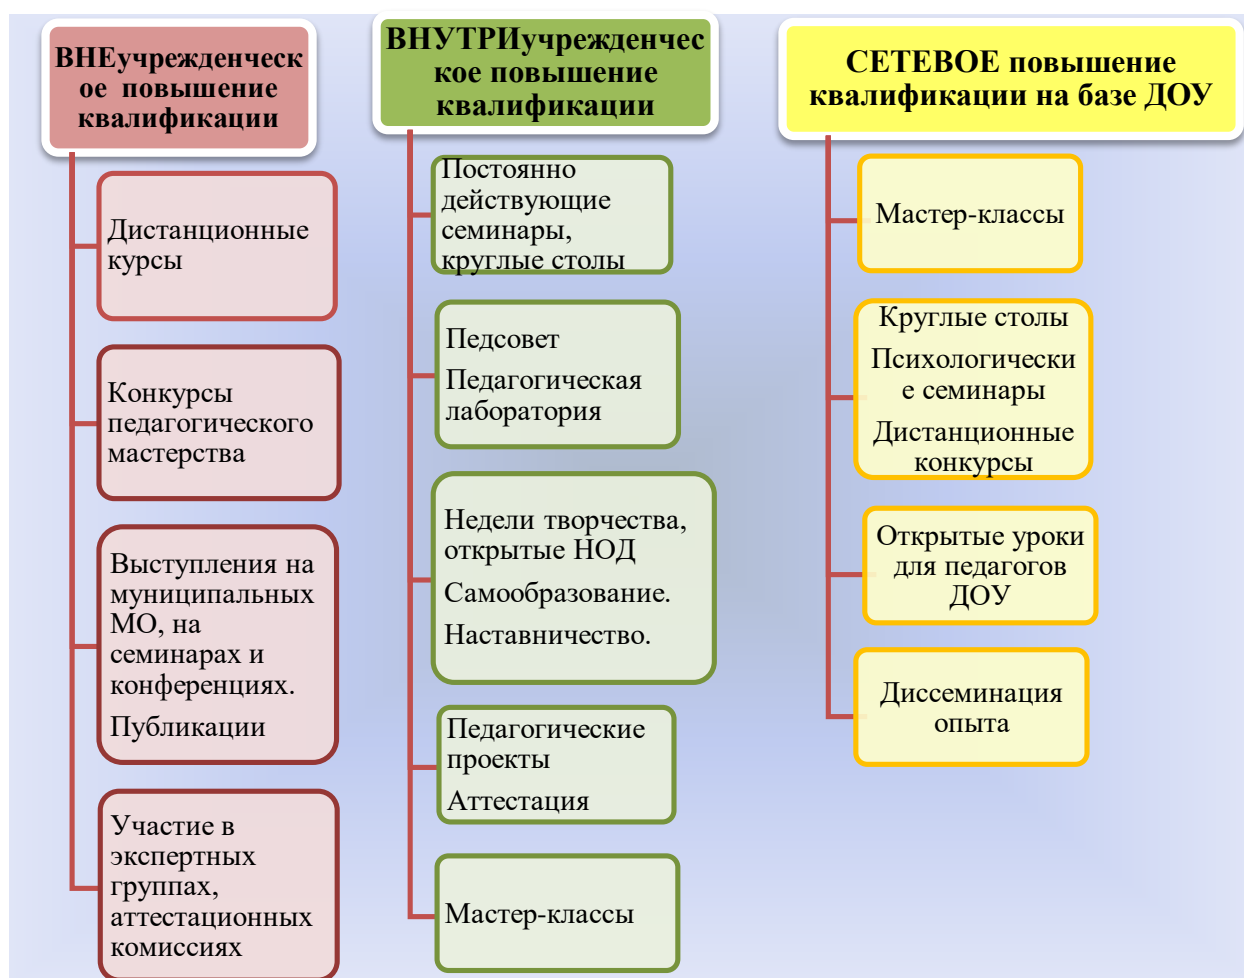 ВНЕучрежденческ
ое повышение
квалификации
Дистанционные
курсы
Конкурсы
педагогического
мастерства
Выступления на
муниципальных
МО, на
семинарах и
конференциях.
Публикации
Участие в
экспертных
группах,
аттестационных
комиссиях
ВНУТРИучрежденчес
кое повышение
квалификации
Постоянно
действующие
семинары,
круглые столы
Педсовет
Педагогическая
лаборатория
Недели творчества,
открытые НОД
Самообразование.
Наставничество.
Педагогические
проекты
Аттестация
Мастер-классы
СЕТЕВОЕ повышение
квалификации на базе ДОУ
Мастер-классы
Круглые столы
Психологически
е семинары
Дистанционные
конкурсы
Открытые уроки
для педагогов
ДОУ
Диссеминация
опыта